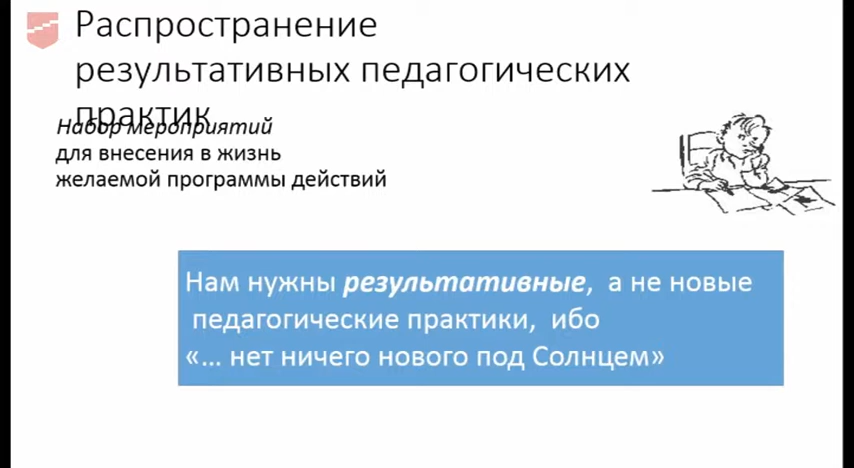 Распространение
результативных педагогических
практик
Набор мероприятий
для внесения в жизнь
желаемой программы действий
Нам нужны результативные, а не новые
педагогические практики, ибо
«... нет ничего нового под Солнцем»